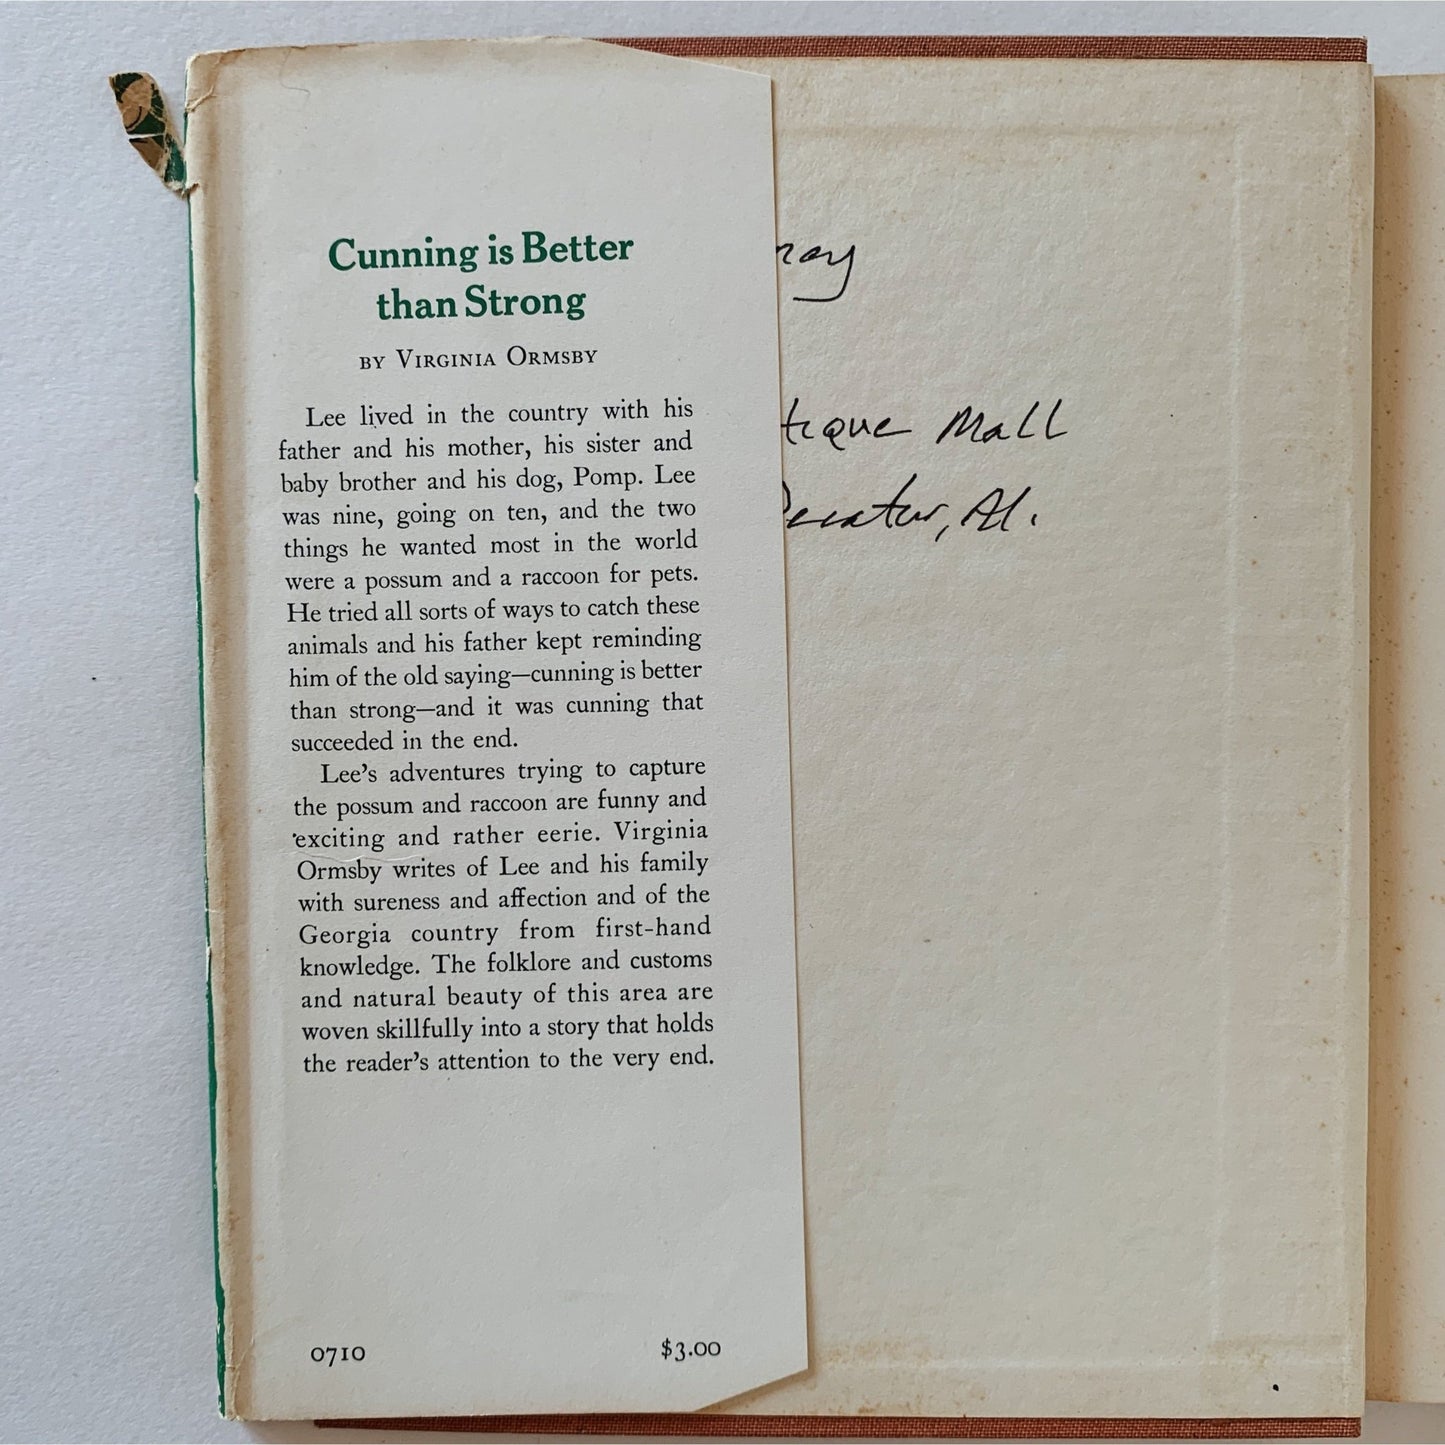 Cunning is Better
than Strong
BY VIRGINIA ORMSBY
Lee lived in the country with his
father and his mother, his sister and
baby brother and his dog, Pomp. Lee
was nine, going on ten, and the two
things he wanted most in the world
were a possum and a raccoon for pets.
He tried all sorts of ways to catch these
animals and his father kept reminding
him of the old saying—cunning is better
than strong—and it was cunning that
succeeded in the end.
Lee's adventures trying to capture
the possum and raccoon are funny and
exciting and rather eerie. Virginia
Ormsby writes of Lee and his family
with sureness and affection and of the
Georgia country from first-hand
knowledge. The folklore and customs
and natural beauty of this area are
woven skillfully into a story that holds
the reader's attention to the very end.
0710 $3.00
tique Mall
Decatur, Al.